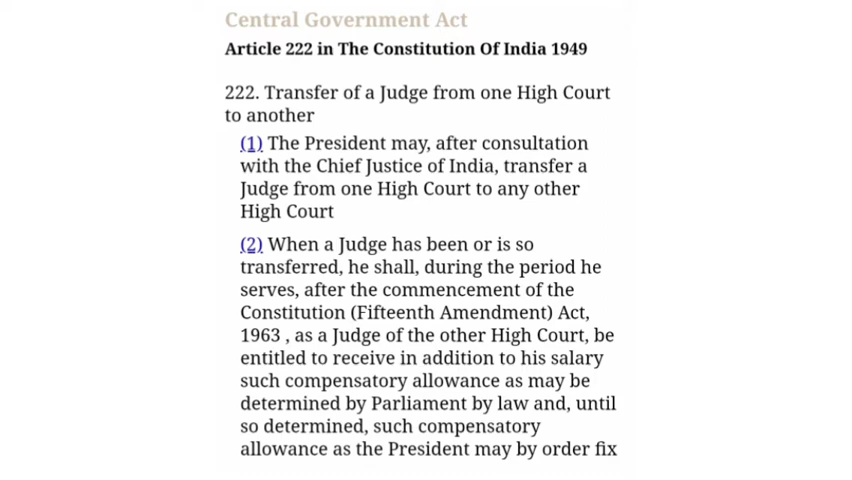 Central Government Act
Article 222 in The Constitution Of India 1949
222. Transfer of a Judge from one High Court
to another
(1) The President may, after consultation
with the Chief Justice of India, transfer a
Judge from one High Court to any other
High Court
(2) When a Judge has been or is so
transferred, he shall, during the period he
serves, after the commencement of the
Constitution (Fifteenth Amendment) Act,
1963 , as a Judge of the other High Court, be
entitled to receive in addition to his salary
such compensatory allowance as may be
determined by Parliament by law and, until
so determined, such compensatory
allowance as the President may by order fix